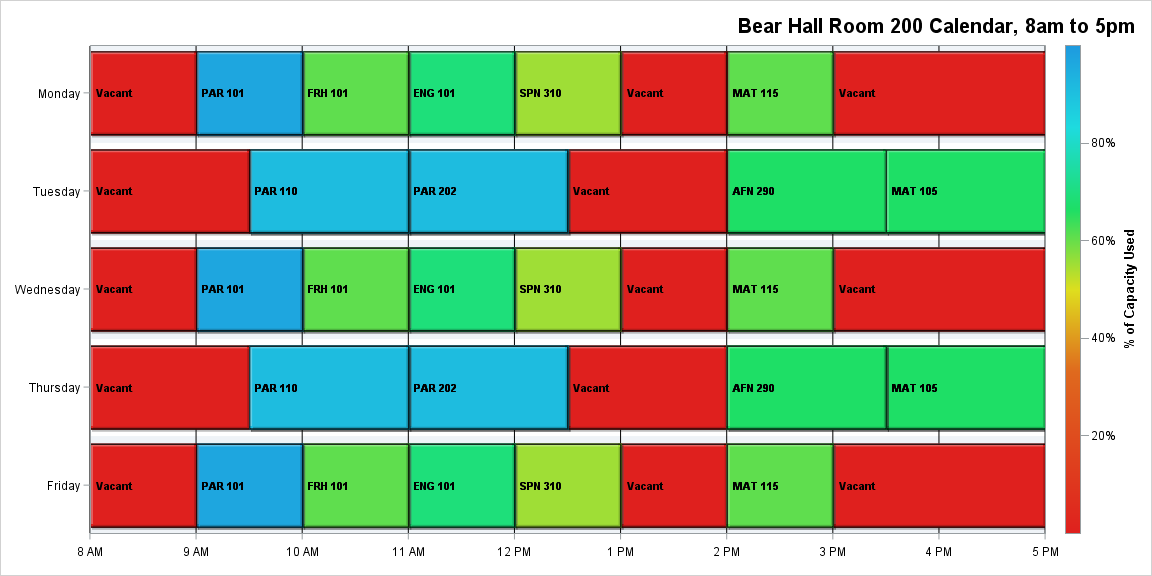 Bear Hall Room 200 Calendar, 8am to 5pm
Monday
Vacant
PAR 101
FRH 101
ENG 101
SPN 310
Vacant
MAT 115
Vacant
Tuesday
Vacant
PAR 110
PAR 202
Vacant
AFN 290
MAT 105
Wednesday
Vacant
PAR 101
FRH 101
ENG 101
SPN 310
Vacant
MAT 115
Vacant
Thursday
Vacant
PAR 110
PAR 202
Vacant
AFN 290
MAT 105
Friday
Vacant
PAR 101
FRH 101
ENG 101
SPN 310
Vacant
MAT 115
Vacant
8 AM
9 AM
10 AM
11 AM
12 PM
1 PM
2 PM
3 PM
4 PM
5 PM
80%
60%
40%
20%
% of Capacity Used